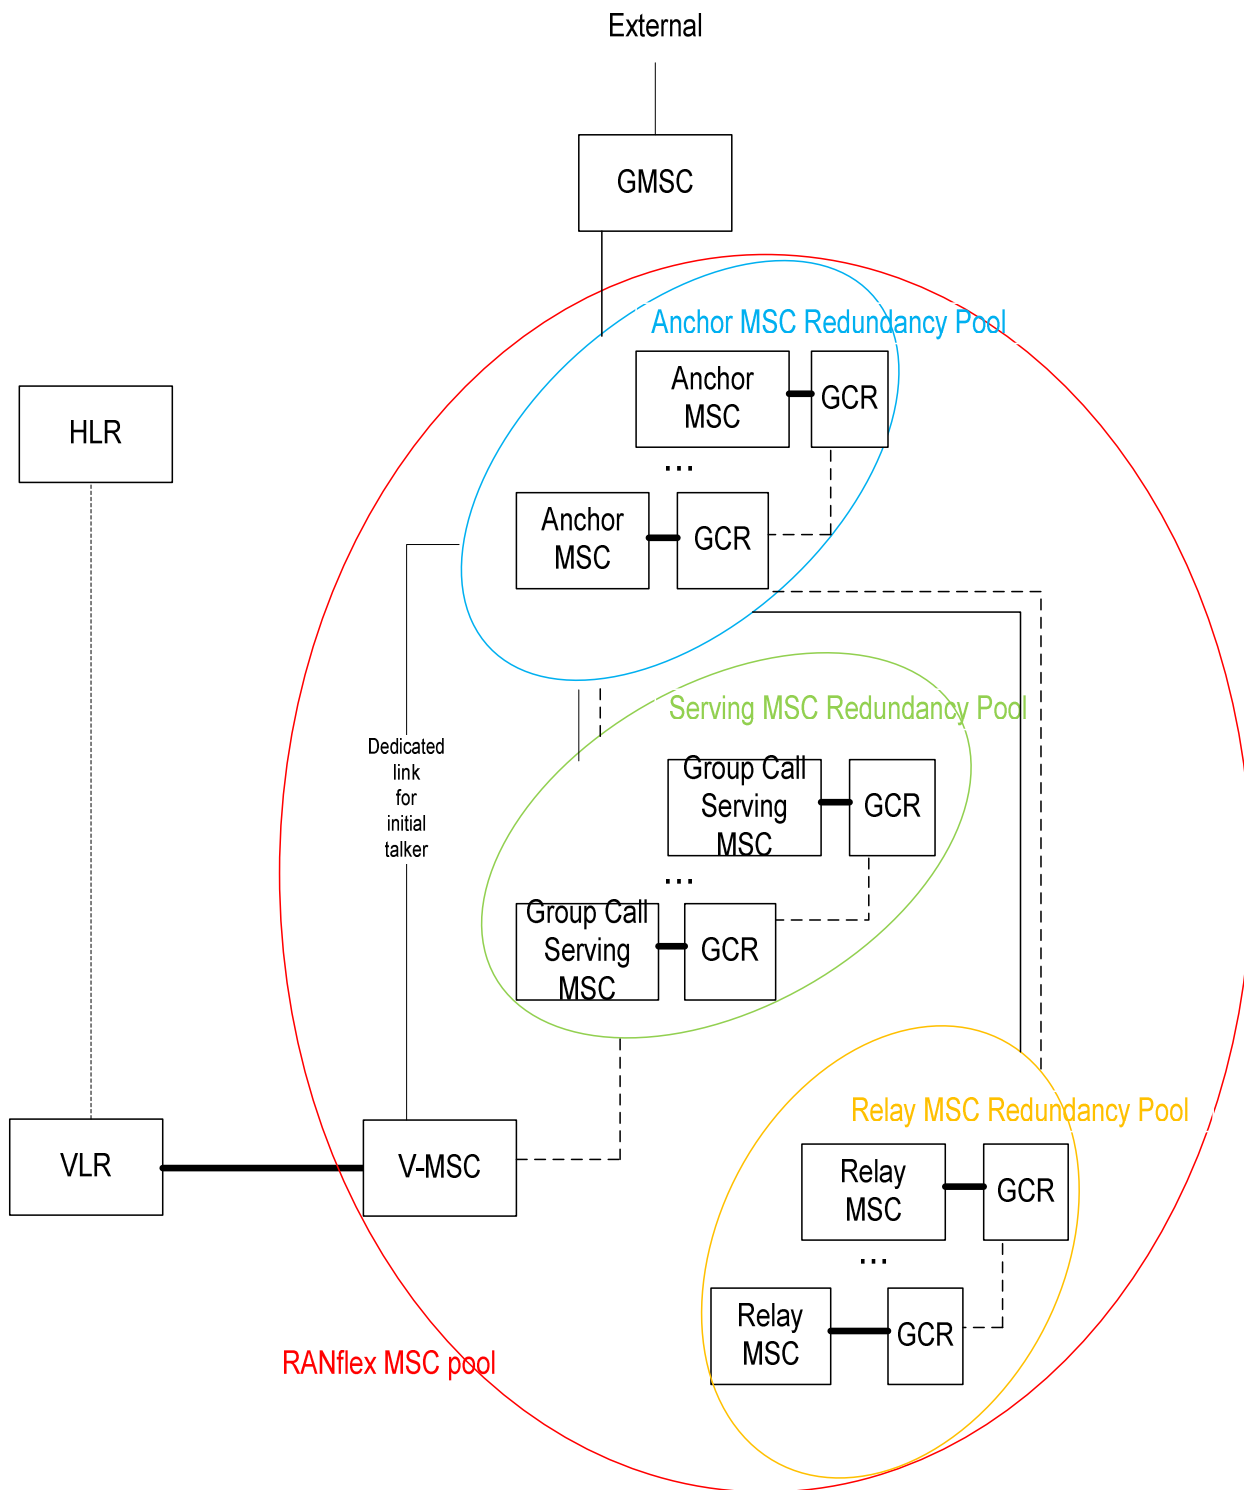 External
GMSC
Anchor MSC Redundancy Pool
Anchor
MSC
GCR
HLR
...
Anchor
MSC
GCR
Serving MSC Redundancy Pool
Dedicated
link
for
initial
talker
Group Call
Serving
MSC
GCR
...
Group Call
Serving
MSC
GCR
Relay MSC Redundancy Pool
VLR
V-MSC
Relay
MSC
GCR
...
Relay
MSC
GCR
RANflex MSC pool